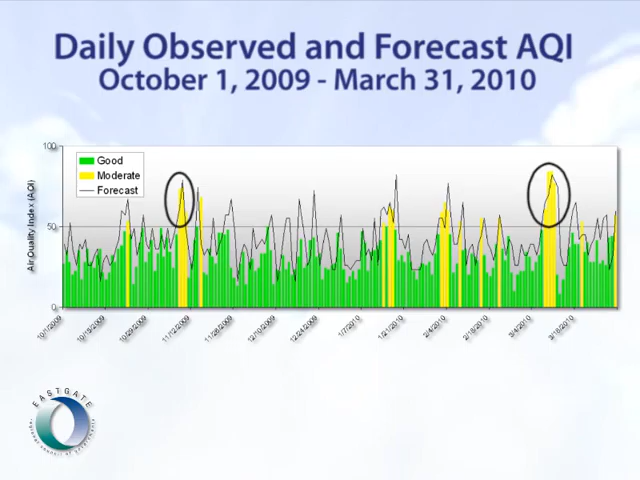 Daily Observed and Forecast AQI
October 1, 2009 - March 31, 2010
100
50
0
Air Quality Index (AQI)
Good
Moderate
Forecast
10/1/2009
10/15/2009
10/29/2009
11/12/2009
11/26/2009
12/10/2009
12/24/2009
1/7/2010
1/21/2010
2/4/2010
2/18/2010
3/4/2010
3/18/2010
EASTGATE